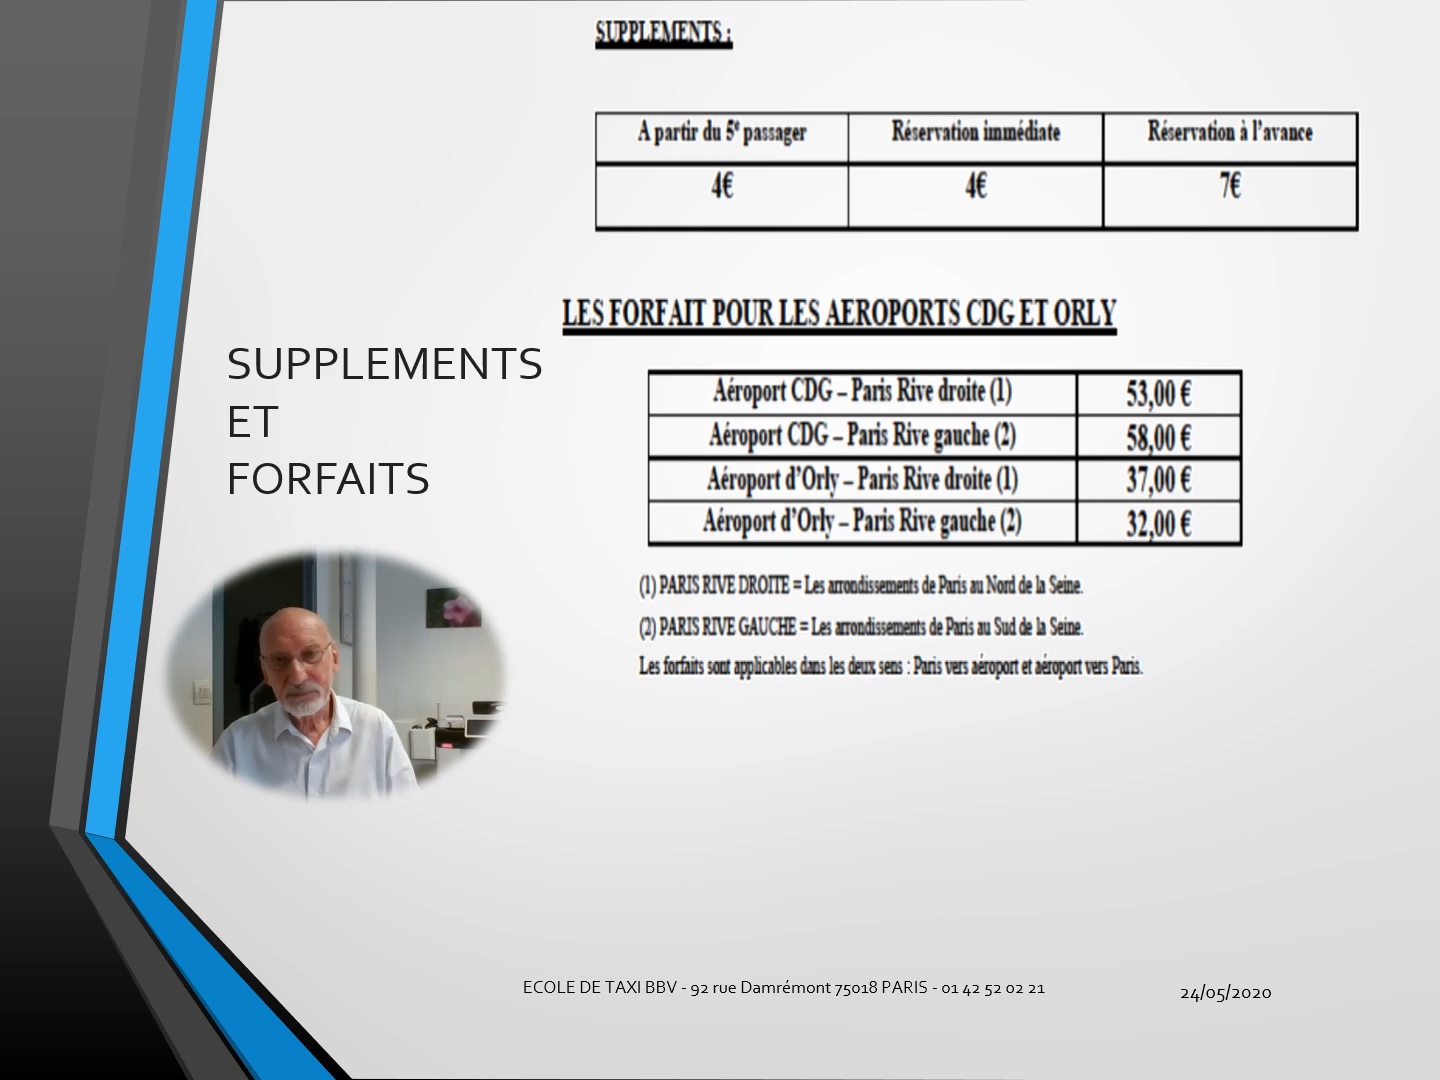 SUPPLEMENTS :
A partir du 5e passager
Réservation immédiate
Réservation à l'avance
4€
4€
7€
LES FORFAIT POUR LES AEROPORTS CDG ET ORLY
SUPPLEMENTS
ET
FORFAITS
Aéroport CDG – Paris Rive droite (1)
53,00 €
Aéroport CDG – Paris Rive gauche (2)
58,00 €
Aéroport d'Orly – Paris Rive droite (1)
37,00 €
Aéroport d'Orly – Paris Rive gauche (2)
32,00 €
(1) PARIS RIVE DROITE = Les arrondissements de Paris au Nord de la Seine.
(2) PARIS RIVE GAUCHE = Les arrondissements de Paris au Sud de la Seine.
Les forfaits sont applicables dans les deux sens : Paris vers aéroport et aéroport vers Paris.
ECOLE DE TAXI BBV - 92 rue Damrémont 75018 PARIS - 01 42 52 02 21
24/05/2020